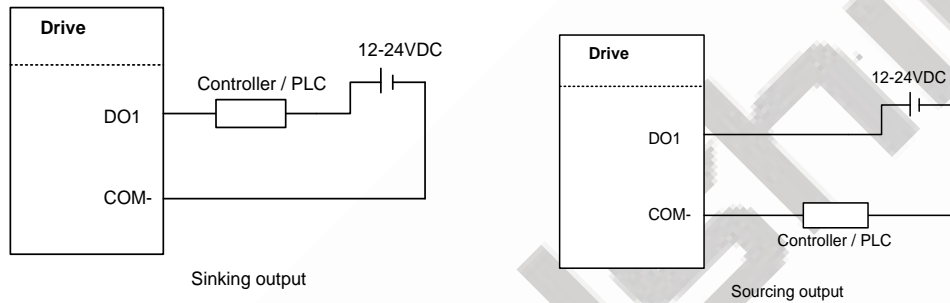 Drive
12-24VDC
Controller / PLC
DO1
COM-
Sinking output
Drive
12-24VDC
DO1
COM-
Controller / PLC
Sourcing output